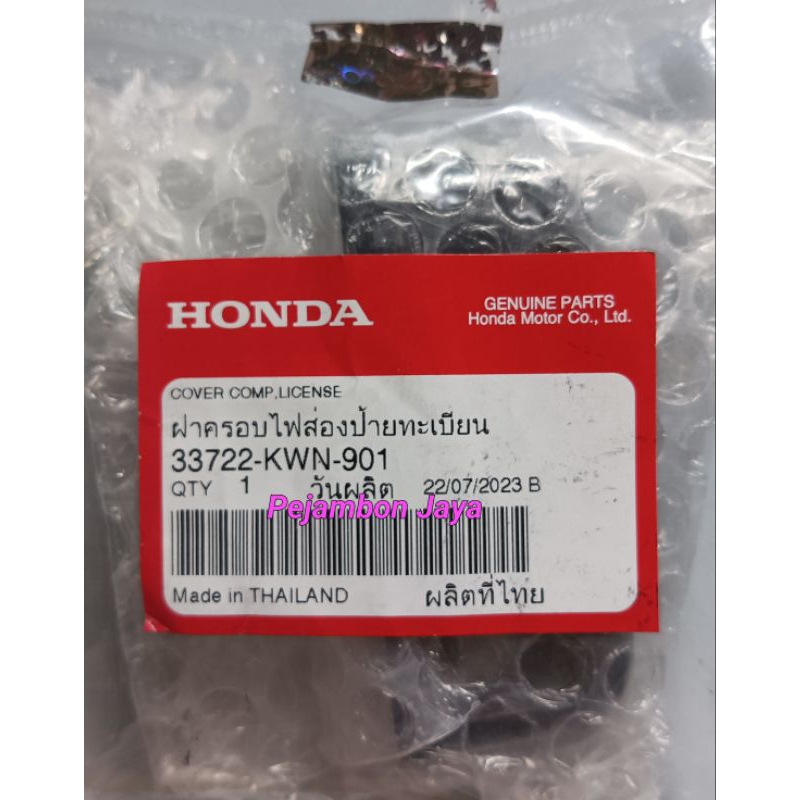 HONDA
GENUINE PARTS
Honda Motor Co., Ltd.
COVER COMP,LICENSE
ฝาครอบไฟส่องป้ายทะเบียน
33722-KWN-901
QTY 1 วันผลิต 22/07/2023 B
Pejambon Jaya
Made in THAILAND ผลิตที่ไทย